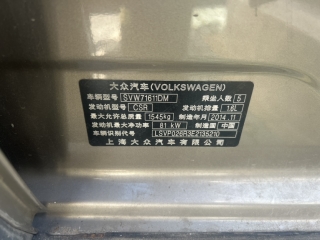 大众汽车(VOLKSWAGEN)
车辆型号 SVW71611DM 乘坐人数 5
发动机型号 CSR 发动机排量 1.6L
最大允许总质量 1545kg 制造年月 2014.11
发动机最大净功率 81 kW 制造国 中国
车辆识别代号 LSVP026R3E2135210
上海大众汽车有限公司